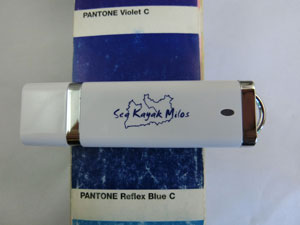 PANTONE Violet C
Sea Kayak Milos
PANTONE Reflex Blue C